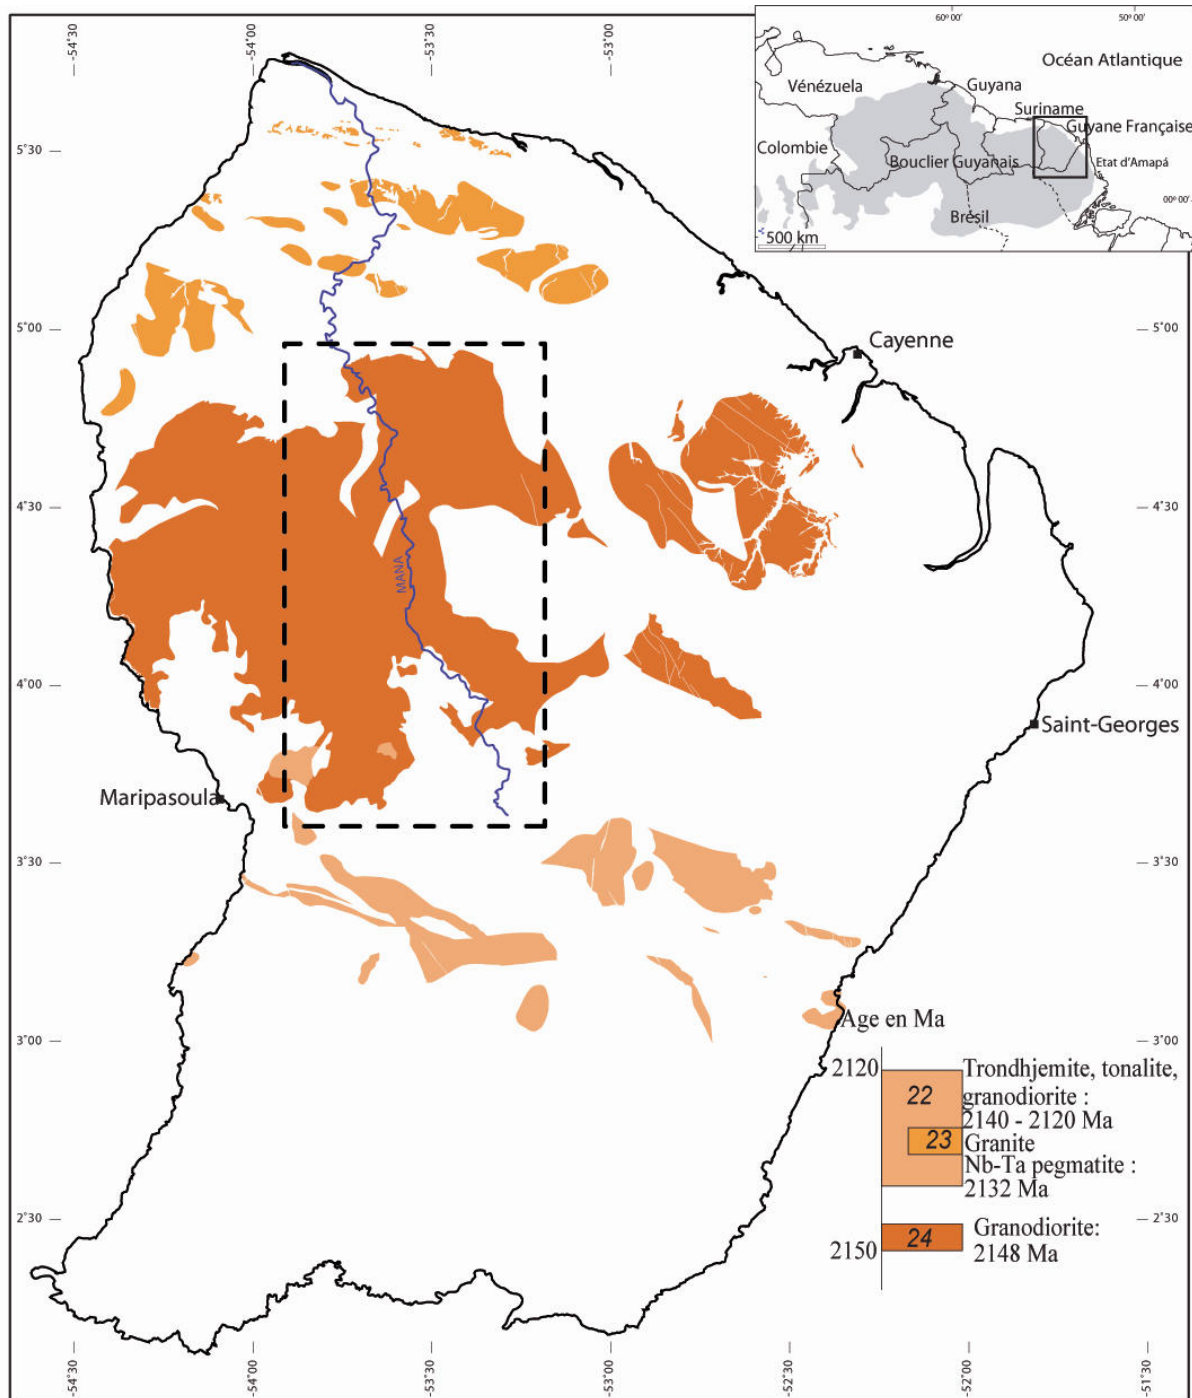 -54°30
-54°00
-53°30
-53°00
60°00'
50°00'
Océan Atlantique
Vénézuela
Guyana
Suriname
Guyane Française
Colombie
Bouclier Guyanais
Etat d'Amapá
00°00'
Brésil
500 km
5°30
5°00
5°00
Cayenne
4°30
4°30
MANA
4°00
4°00
Saint-Georges
Maripasoula
3°30
3°30
3°00
3°00
Age en Ma
2120
Trondhjemite, tonalite,
22
granodiorite :
2140 - 2120 Ma
23
Granite
Nb-Ta pegmatite :
2132 Ma
2°30
2°30
2150
24
Granodiorite:
2148 Ma
-54°30
-54°00
-53°30
-53°00
-52°30
-52°00
-51°30